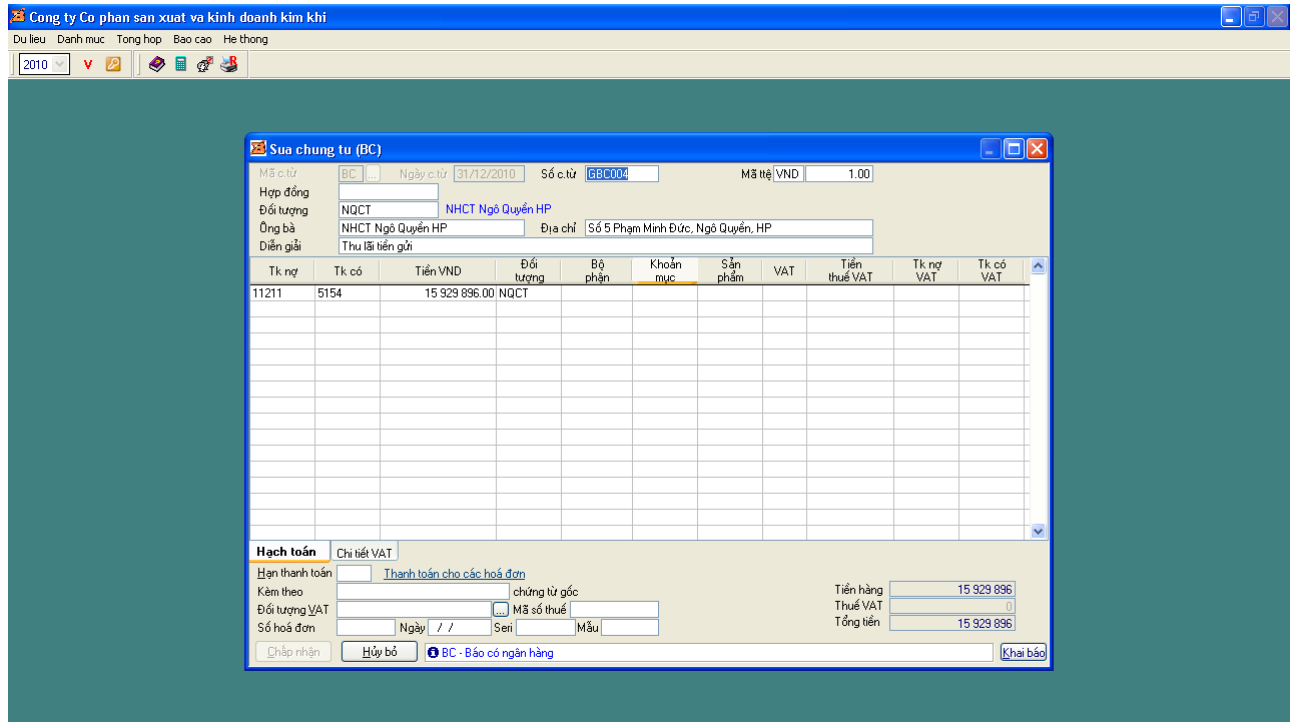 Cong ty Co phan san xuat va kinh doanh kim khi
Du lieu Danh muc Tong hop Bao cao He thong
2010 V
Sua chung tu (BC)
Mã c.từ BC ... Ngày c.từ 31/12/2010 Số c.từ GBC004 Mã ttệ VND 1.00
Hợp đồng
Đối tượng NQCT NHCT Ngô Quyền HP
Ông bà NHCT Ngô Quyền HP Địa chỉ Số 5 Phạm Minh Đức, Ngô Quyền, HP
Diễn giải Thu lãi tiền gửi
Tk nợ Tk có Tiền VND Đối tượng Bộ phận Khoản mục Sản phẩm VAT Tiền thuế VAT Tk nợ VAT Tk có VAT
11211 5154 15 929 896.00 NQCT
Hạch toán Chi tiết VAT
Hạn thanh toán Thanh toán cho các hoá đơn
Kèm theo chứng từ gốc Tiền hàng 15 929 896
Đối tượng VAT ... Mã số thuế Thuế VAT 0
Số hoá đơn Ngày / / Seri Mẫu Tổng tiền 15 929 896
Chấp nhận Hủy bỏ BC - Báo có ngân hàng Khai báo